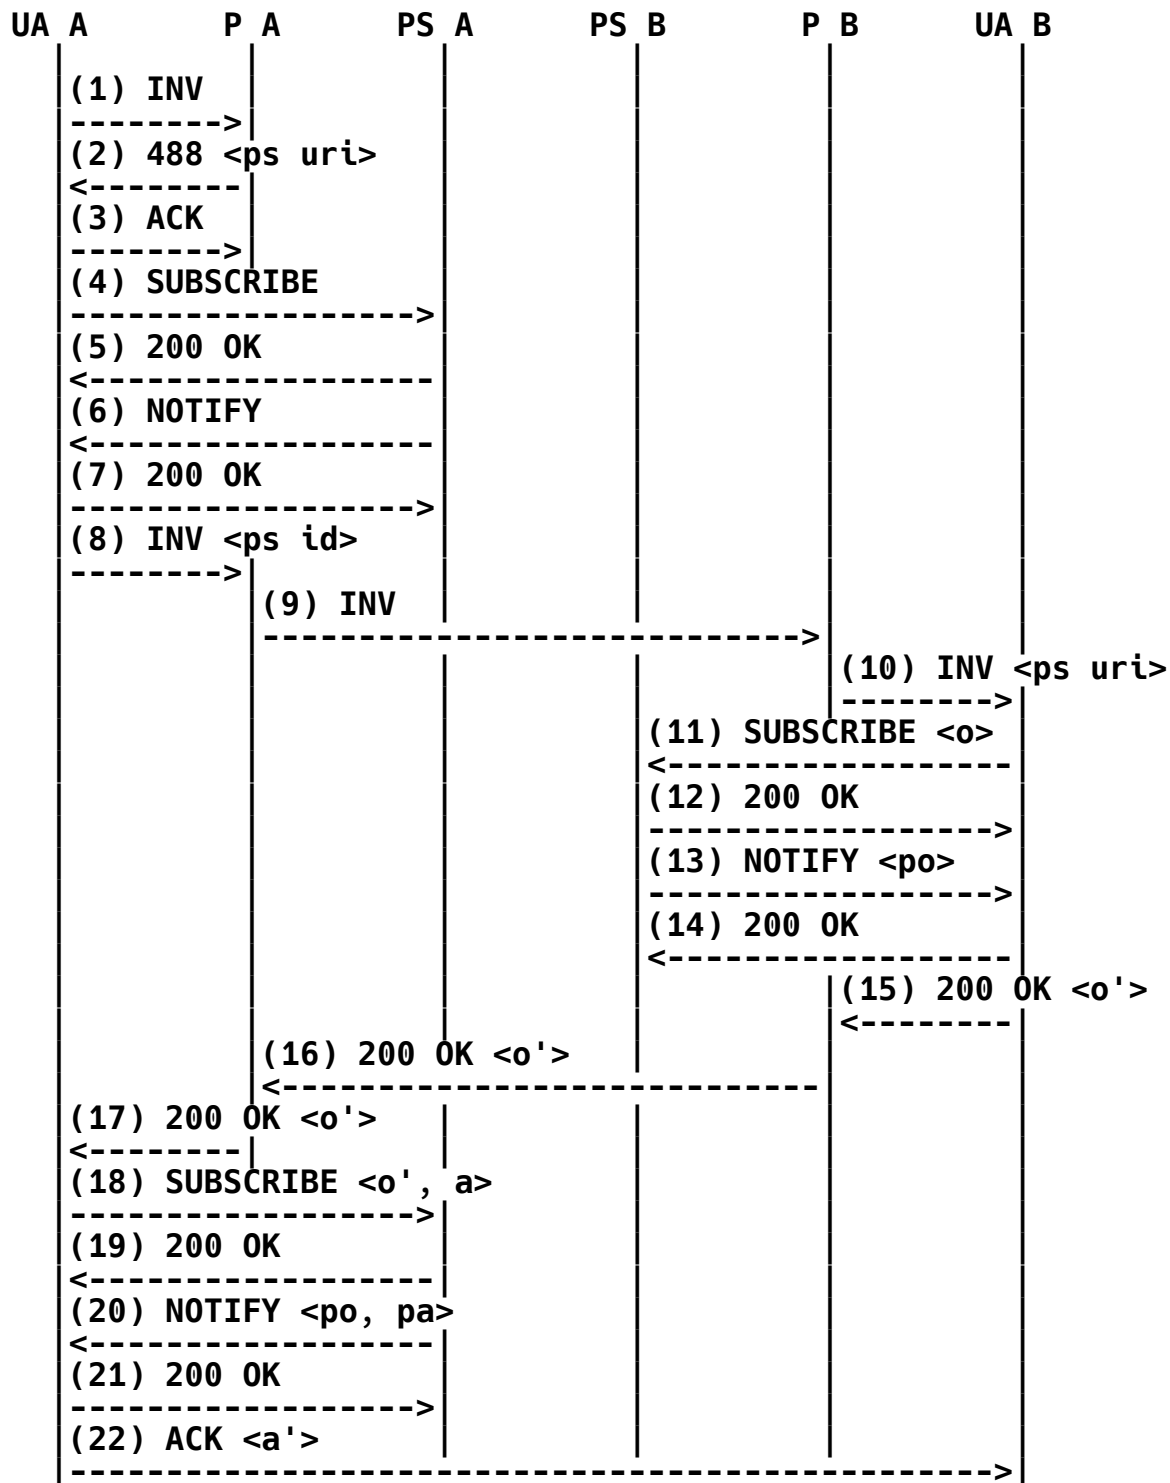 UA A P A PS A PS B P B UA B
(1) INV
(2) 488 <ps uri>
(3) ACK
(4) SUBSCRIBE
(5) 200 OK
(6) NOTIFY
(7) 200 OK
(8) INV <ps id>
(9) INV
(10) INV <ps uri>
(11) SUBSCRIBE <o>
(12) 200 OK
(13) NOTIFY <po>
(14) 200 OK
(15) 200 OK <o'>
(16) 200 OK <o'>
(17) 200 OK <o'>
(18) SUBSCRIBE <o', a>
(19) 200 OK
(20) NOTIFY <po, pa>
(21) 200 OK
(22) ACK <a'>